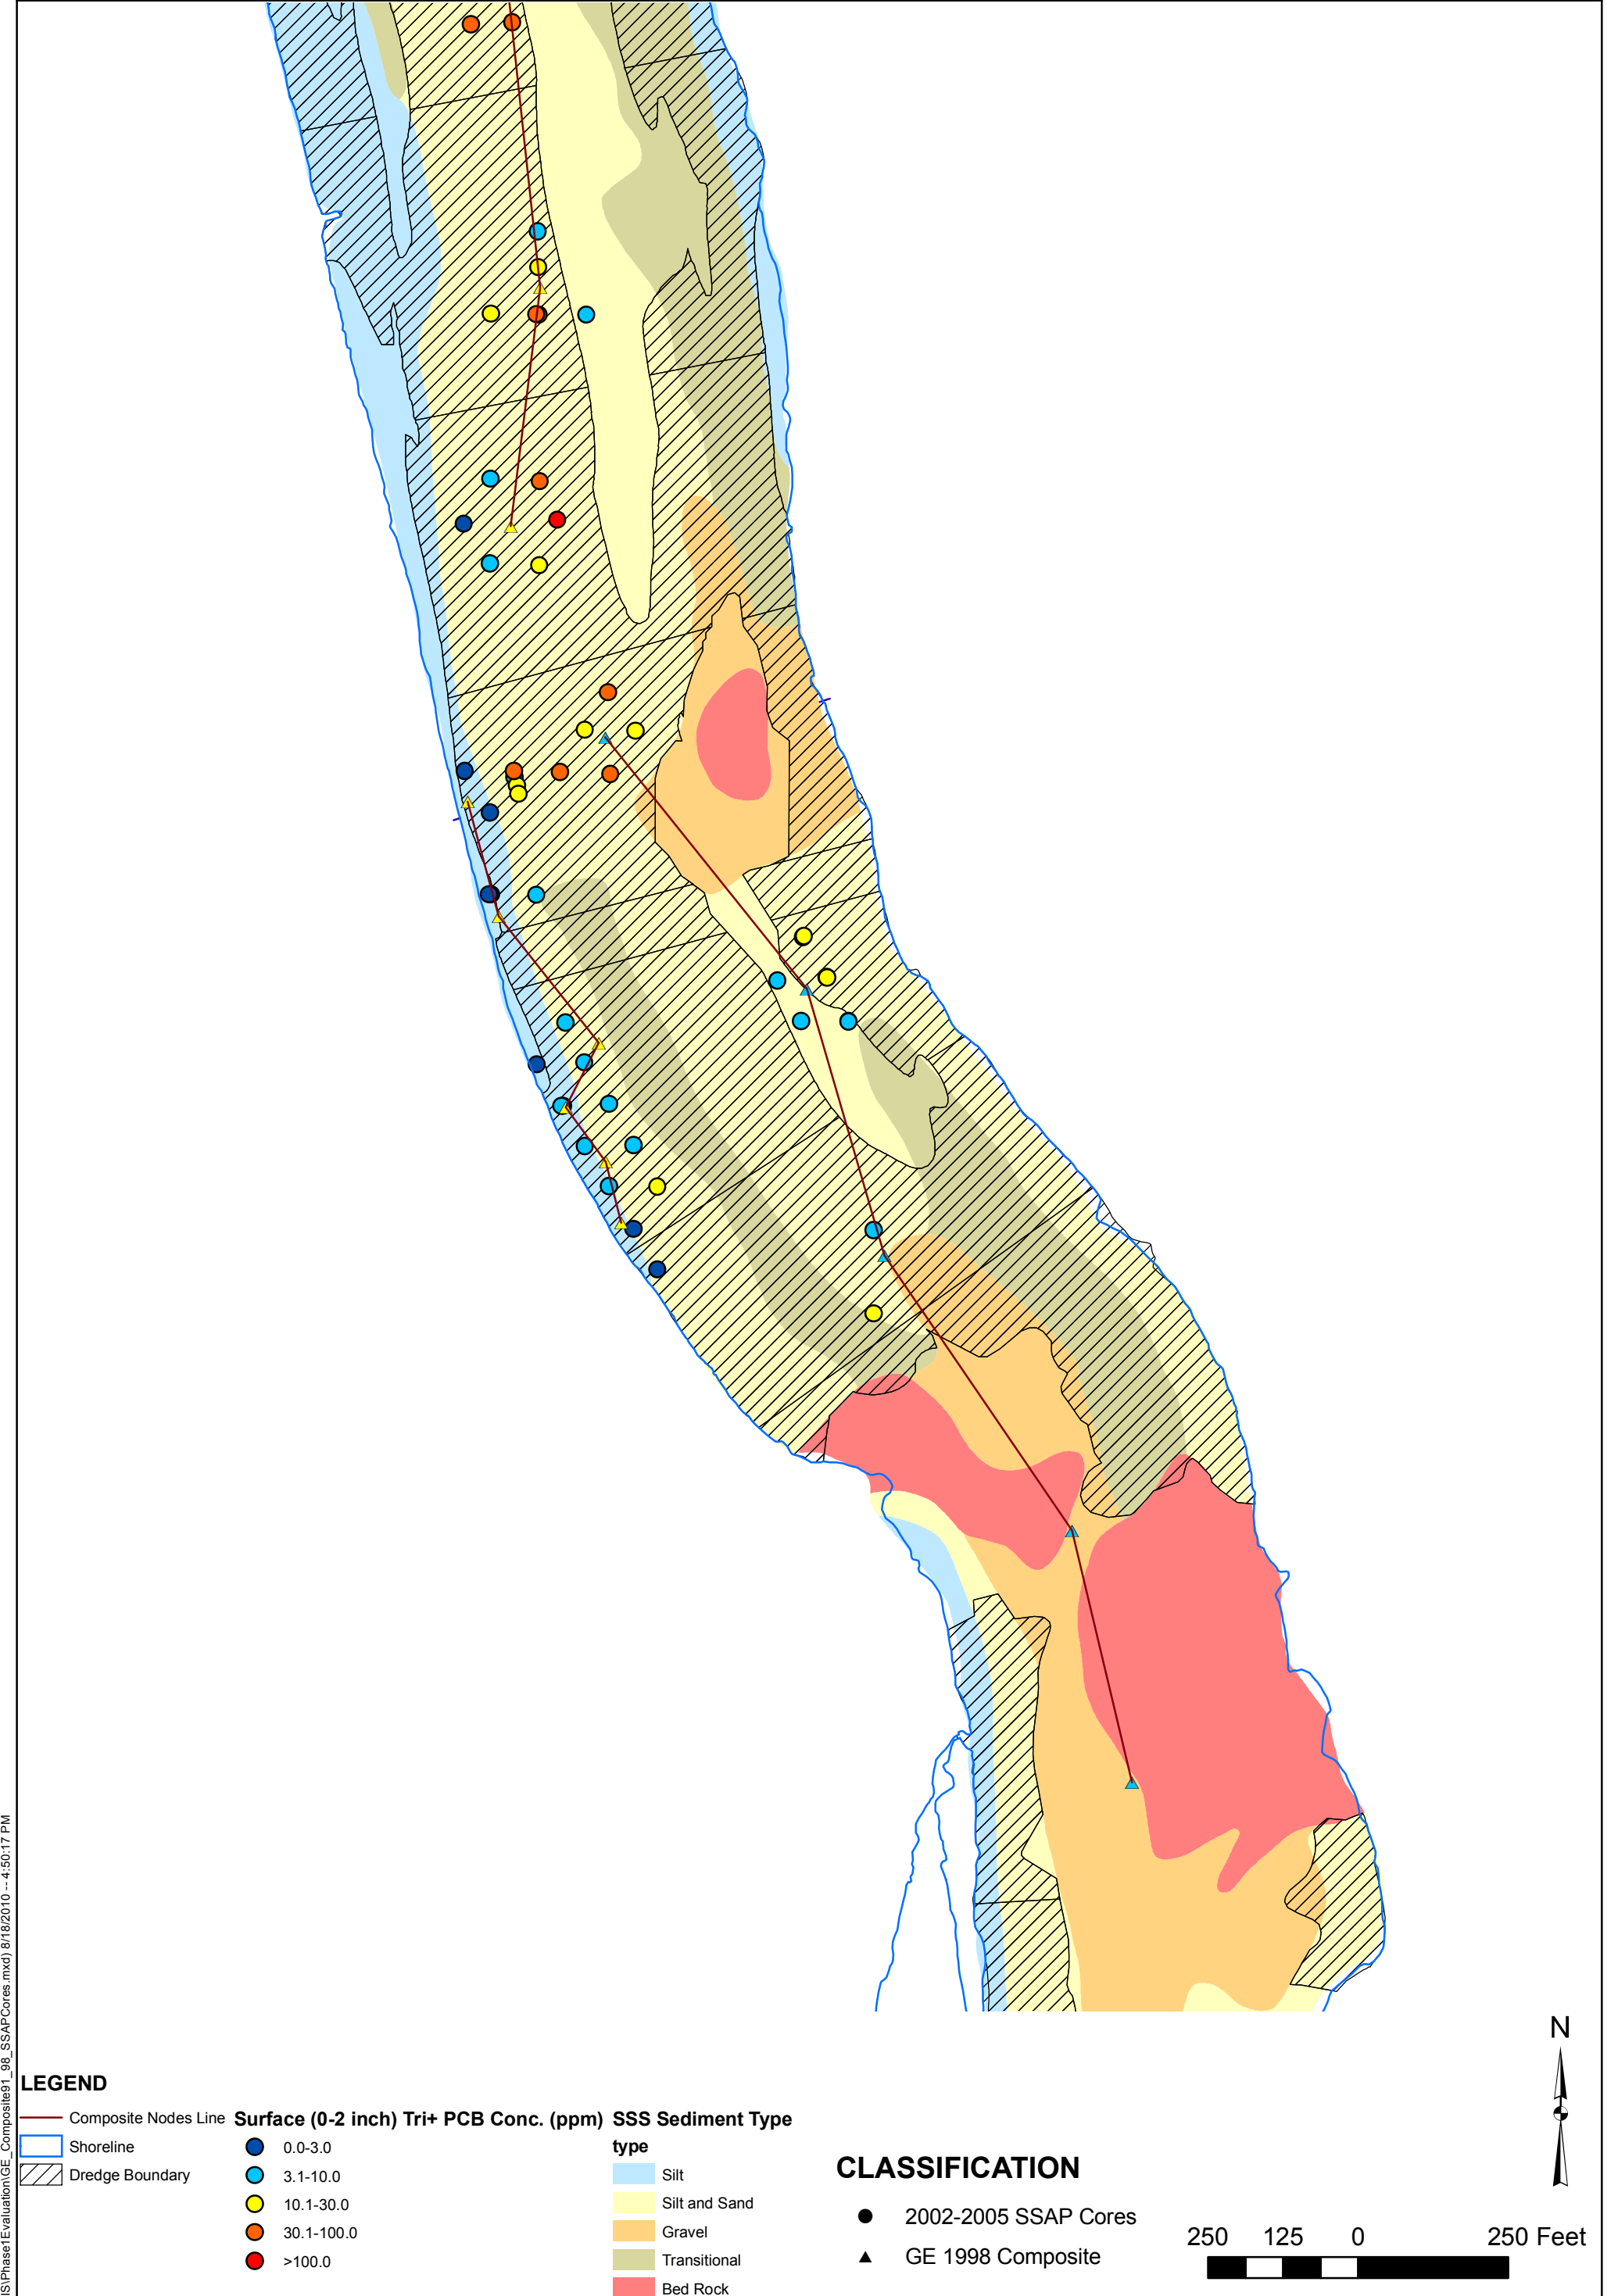 IS\Phase1Evaluation\GE_Composite91_98_SSAPCores.mxd) 8/18/2010 -- 4:50:17 PM
LEGEND
Composite Nodes Line
Shoreline
Dredge Boundary
Surface (0-2 inch) Tri+ PCB Conc. (ppm)
0.0-3.0
3.1-10.0
10.1-30.0
30.1-100.0
>100.0
SSS Sediment Type
type
Silt
Silt and Sand
Gravel
Transitional
Bed Rock
CLASSIFICATION
2002-2005 SSAP Cores
GE 1998 Composite
N
250 125 0 250 Feet